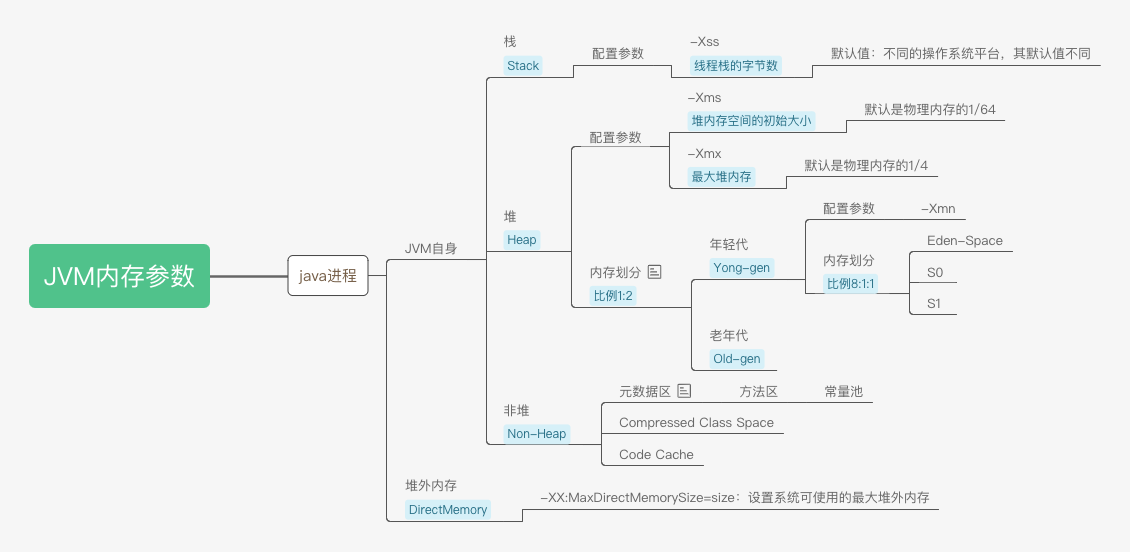 JVM内存参数
java进程
JVM自身
栈
Stack
配置参数
-Xss
线程栈的字节数
默认值：不同的操作系统平台，其默认值不同
堆
Heap
配置参数
-Xms
堆内存空间的初始大小
默认是物理内存的1/64
-Xmx
最大堆内存
默认是物理内存的1/4
内存划分
比例1:2
年轻代
Yong-gen
配置参数
-Xmn
内存划分
比例8:1:1
Eden-Space
S0
S1
老年代
Old-gen
非堆
Non-Heap
元数据区
方法区
常量池
Compressed Class Space
Code Cache
堆外内存
DirectMemory
-XX:MaxDirectMemorySize=size：设置系统可使用的最大堆外内存